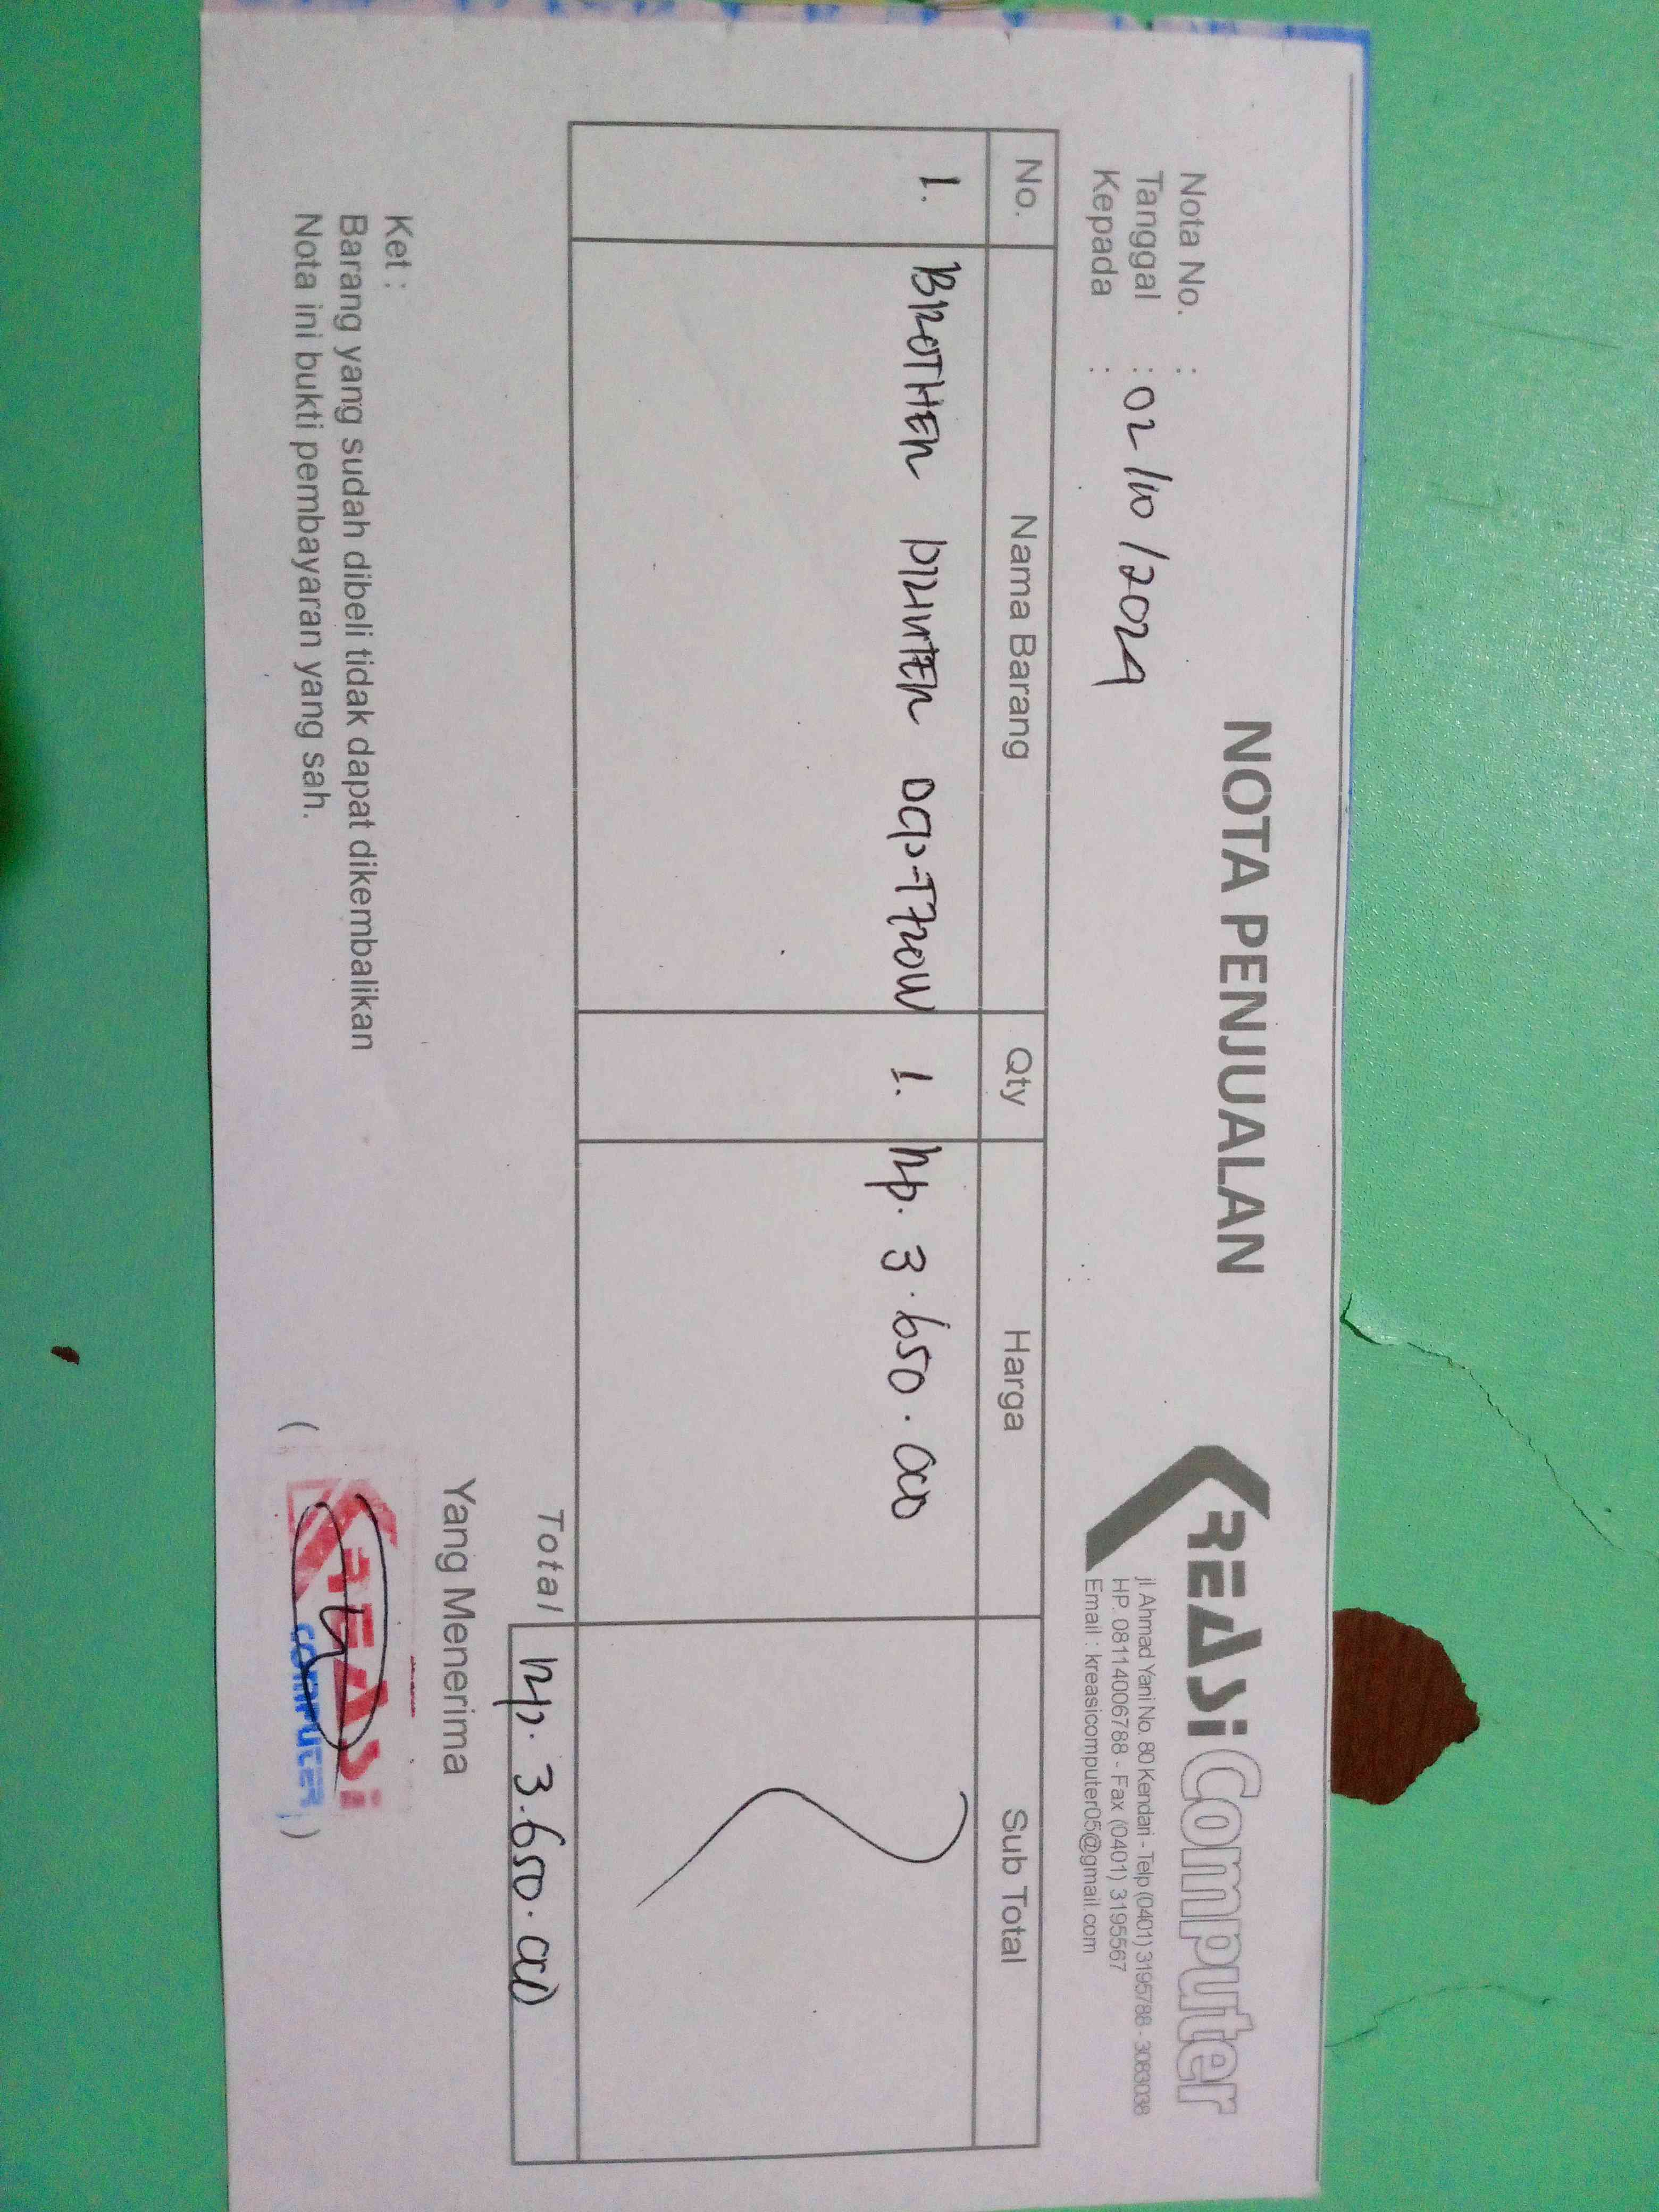 NOTA PENJUALAN
KREASi Computer
jl Ahmad Yani No. 80 Kendari - Telp (0401) 3195788 - 3083038
HP. 08114006788 - Fax (0401) 3195567
Email : kreasicomputer05@gmail.com
Nota No. :
Tanggal : 02/10/2024
Kepada :
No. Nama Barang Qty Harga Sub Total
1. BROTHER PRINTER DCP-T720W 1. Rp. 3.650.000
Total Rp. 3.650.000
Ket :
Barang yang sudah dibeli tidak dapat dikembalikan
Nota ini bukti pembayaran yang sah.
Yang Menerima
( KREASi COMPUTER )